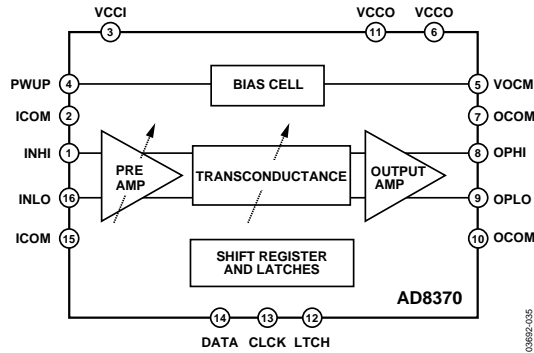 VCCI
VCCO VCCO
3
11
6
PWUP 4
BIAS CELL
5 VOCM
ICOM 2
7 OCOM
INHI 1
PRE
AMP
TRANSCONDUCTANCE
OUTPUT
AMP
8 OPHI
INLO 16
9 OPLO
ICOM 15
10 OCOM
SHIFT REGISTER
AND LATCHES
AD8370
14 13 12
DATA CLCK LTCH
03692-035